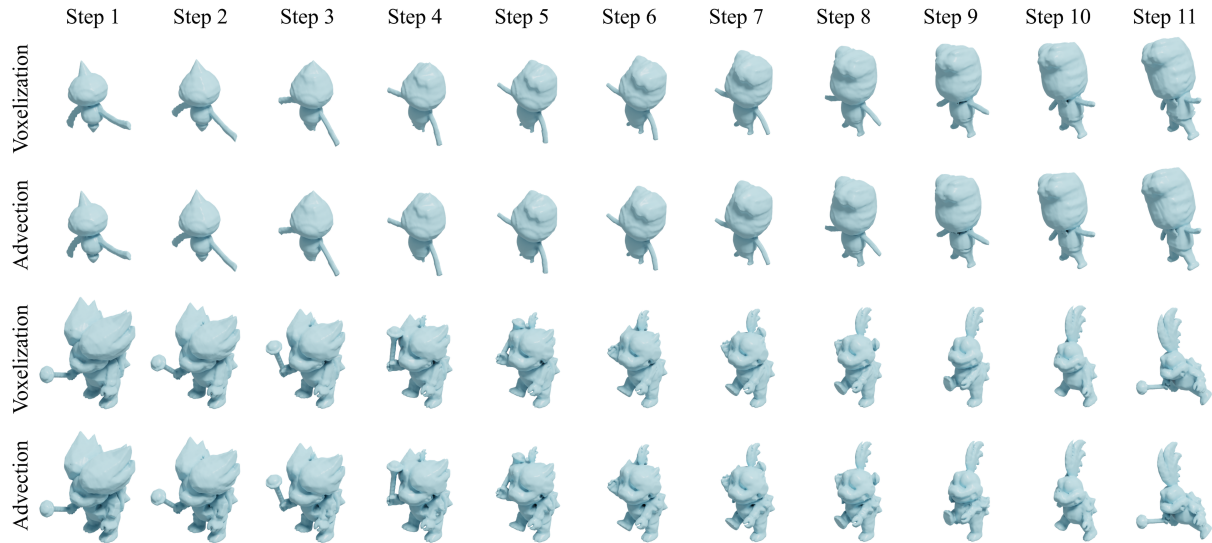 Step 1 Step 2 Step 3 Step 4 Step 5 Step 6 Step 7 Step 8 Step 9 Step 10 Step 11
Voxelization
Advection
Voxelization
Advection